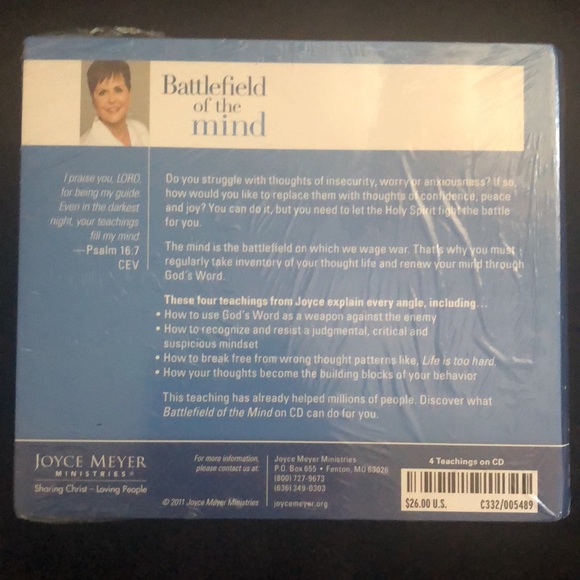 Battlefield
of the
mind
I praise you, LORD,
for being my guide.
Even in the darkest
night, your teachings
fill my mind
—Psalm 16:7
CEV
Do you struggle with thoughts of insecurity, worry or anxiousness? If so,
how would you like to replace them with thoughts of confidence, peace
and joy? You can do it, but you need to let the Holy Spirit fight the battle
for you.
The mind is the battlefield on which we wage war. That's why you must
regularly take inventory of your thought life and renew your mind through
God's Word.
These four teachings from Joyce explain every angle, including...
• How to use God's Word as a weapon against the enemy
• How to recognize and resist a judgmental, critical and
suspicious mindset
• How to break free from wrong thought patterns like, Life is too hard.
• How your thoughts become the building blocks of your behavior
This teaching has already helped millions of people. Discover what
Battlefield of the Mind on CD can do for you.
JOYCE MEYER
MINISTRIES®
Sharing Christ – Loving People
For more information,
please contact us at:
© 2011 Joyce Meyer Ministries
Joyce Meyer Ministries
P.O. Box 655 • Fenton, MO 63026
(800) 727-9673
(636) 349-0303
joycemeyer.org
4 Teachings on CD
$26.00 U.S. C332/005489